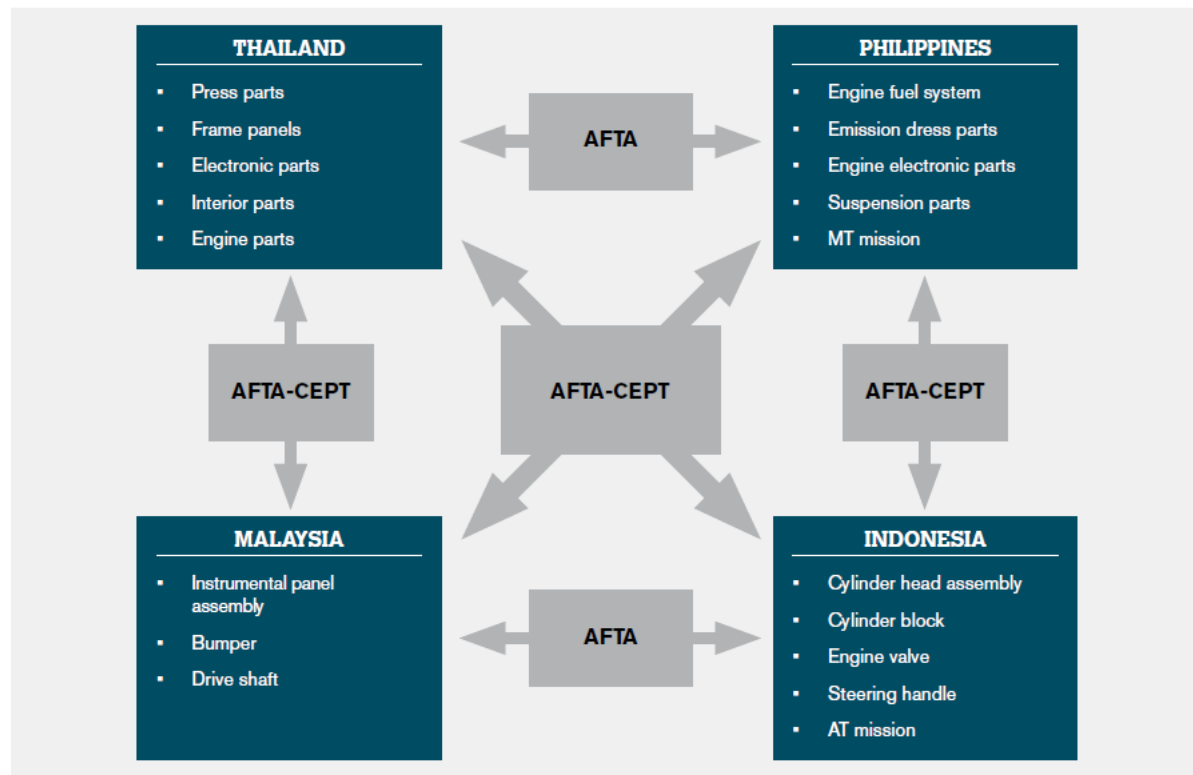 THAILAND
▪ Press parts
▪ Frame panels
▪ Electronic parts
▪ Interior parts
▪ Engine parts
AFTA
PHILIPPINES
▪ Engine fuel system
▪ Emission dress parts
▪ Engine electronic parts
▪ Suspension parts
▪ MT mission
AFTA-CEPT
AFTA-CEPT
AFTA-CEPT
MALAYSIA
▪ Instrumental panel
assembly
▪ Bumper
▪ Drive shaft
AFTA
INDONESIA
▪ Cylinder head assembly
▪ Cylinder block
▪ Engine valve
▪ Steering handle
▪ AT mission